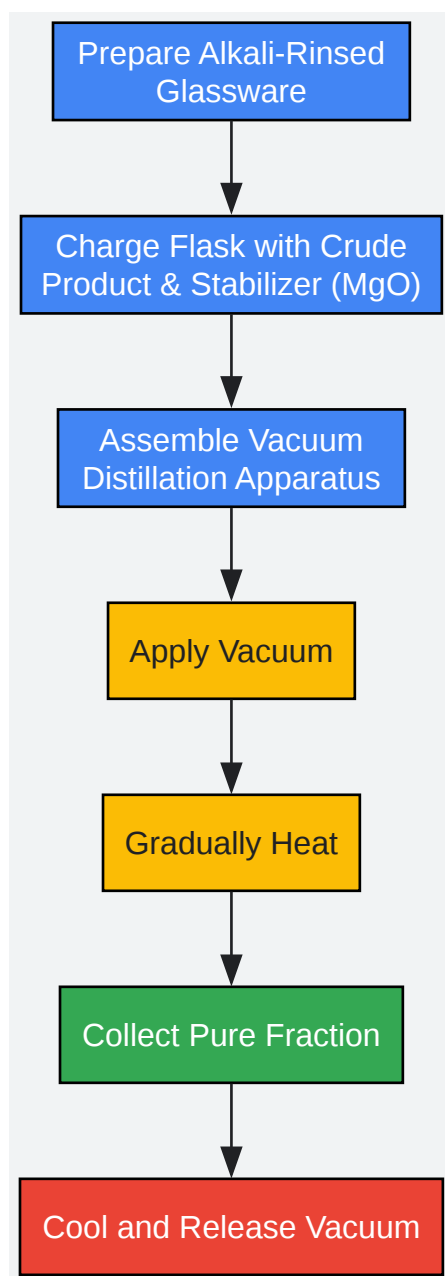 Prepare Alkali-Rinsed
Glassware
Charge Flask with Crude
Product & Stabilizer (MgO)
Assemble Vacuum
Distillation Apparatus
Apply Vacuum
Gradually Heat
Collect Pure Fraction
Cool and Release Vacuum